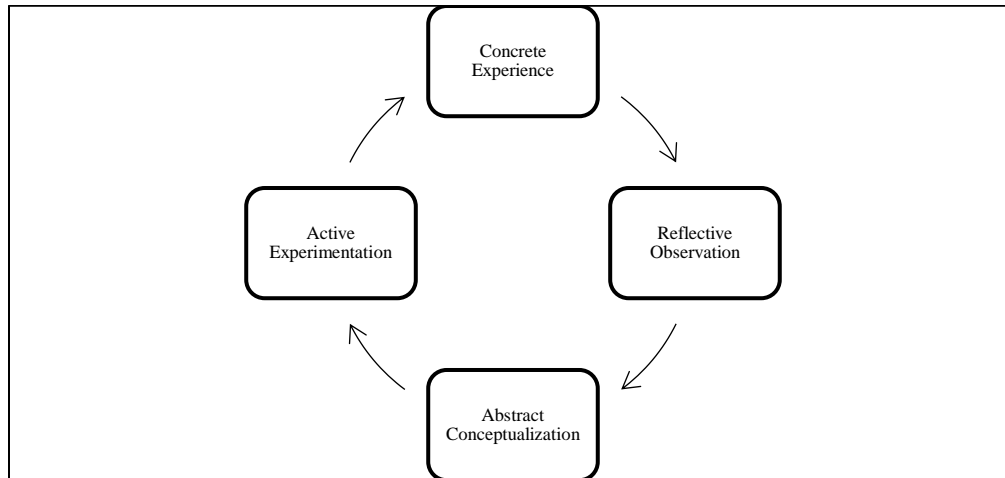 Concrete
Experience
Reflective
Observation
Abstract
Conceptualization
Active
Experimentation